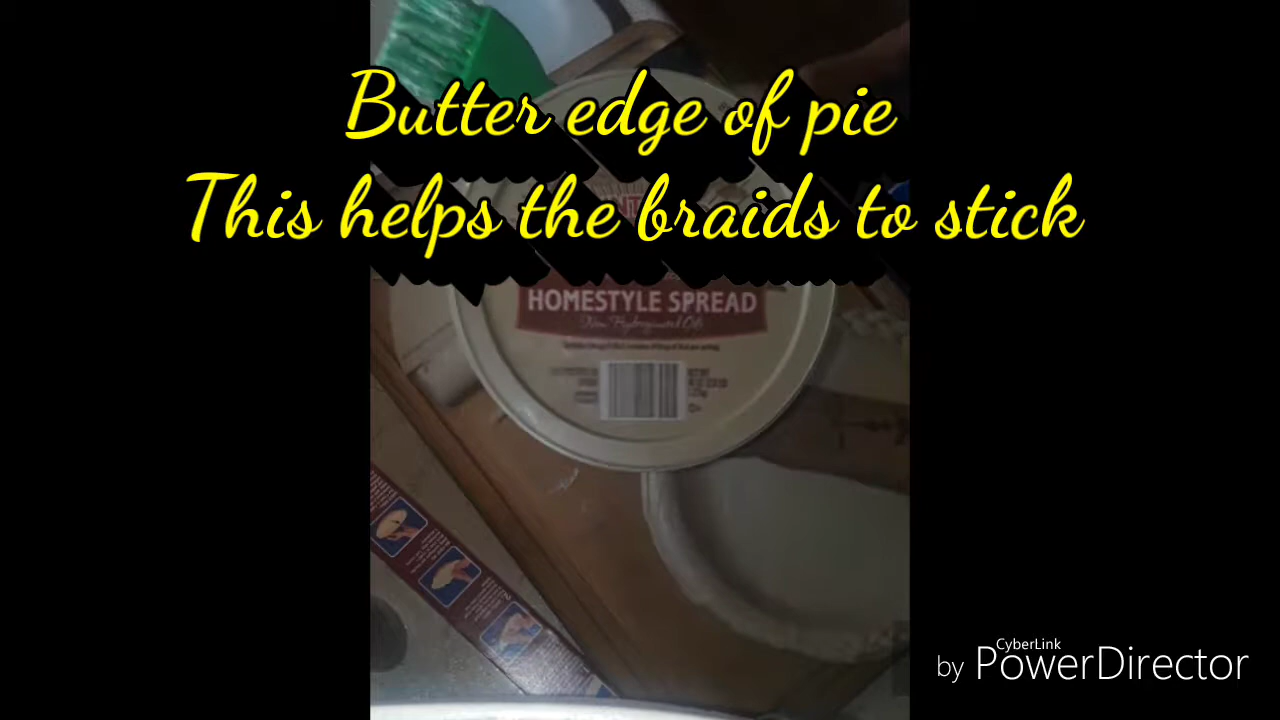 Butter edge of pie
This helps the braids to stick
HOMESTYLE SPREAD
CyberLink
by PowerDirector